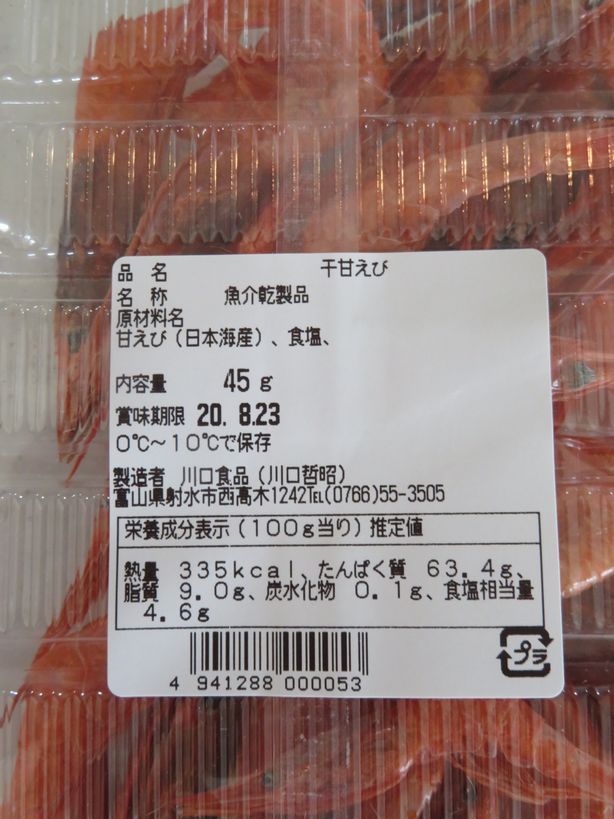 品名 干甘えび
名称 魚介乾製品
原材料名
甘えび（日本海産）、食塩、
内容量 45g
賞味期限 20. 8.23
0℃～10℃で保存
製造者 川口食品（川口哲昭）
富山県射水市西高木1242℡(0766)55-3505
栄養成分表示（100g当り）推定値
熱量 335kcal、たんぱく質 63.4g、
脂質 9.0g、炭水化物 0.1g、食塩相当量
4.6g
4 941288 000053
プラ